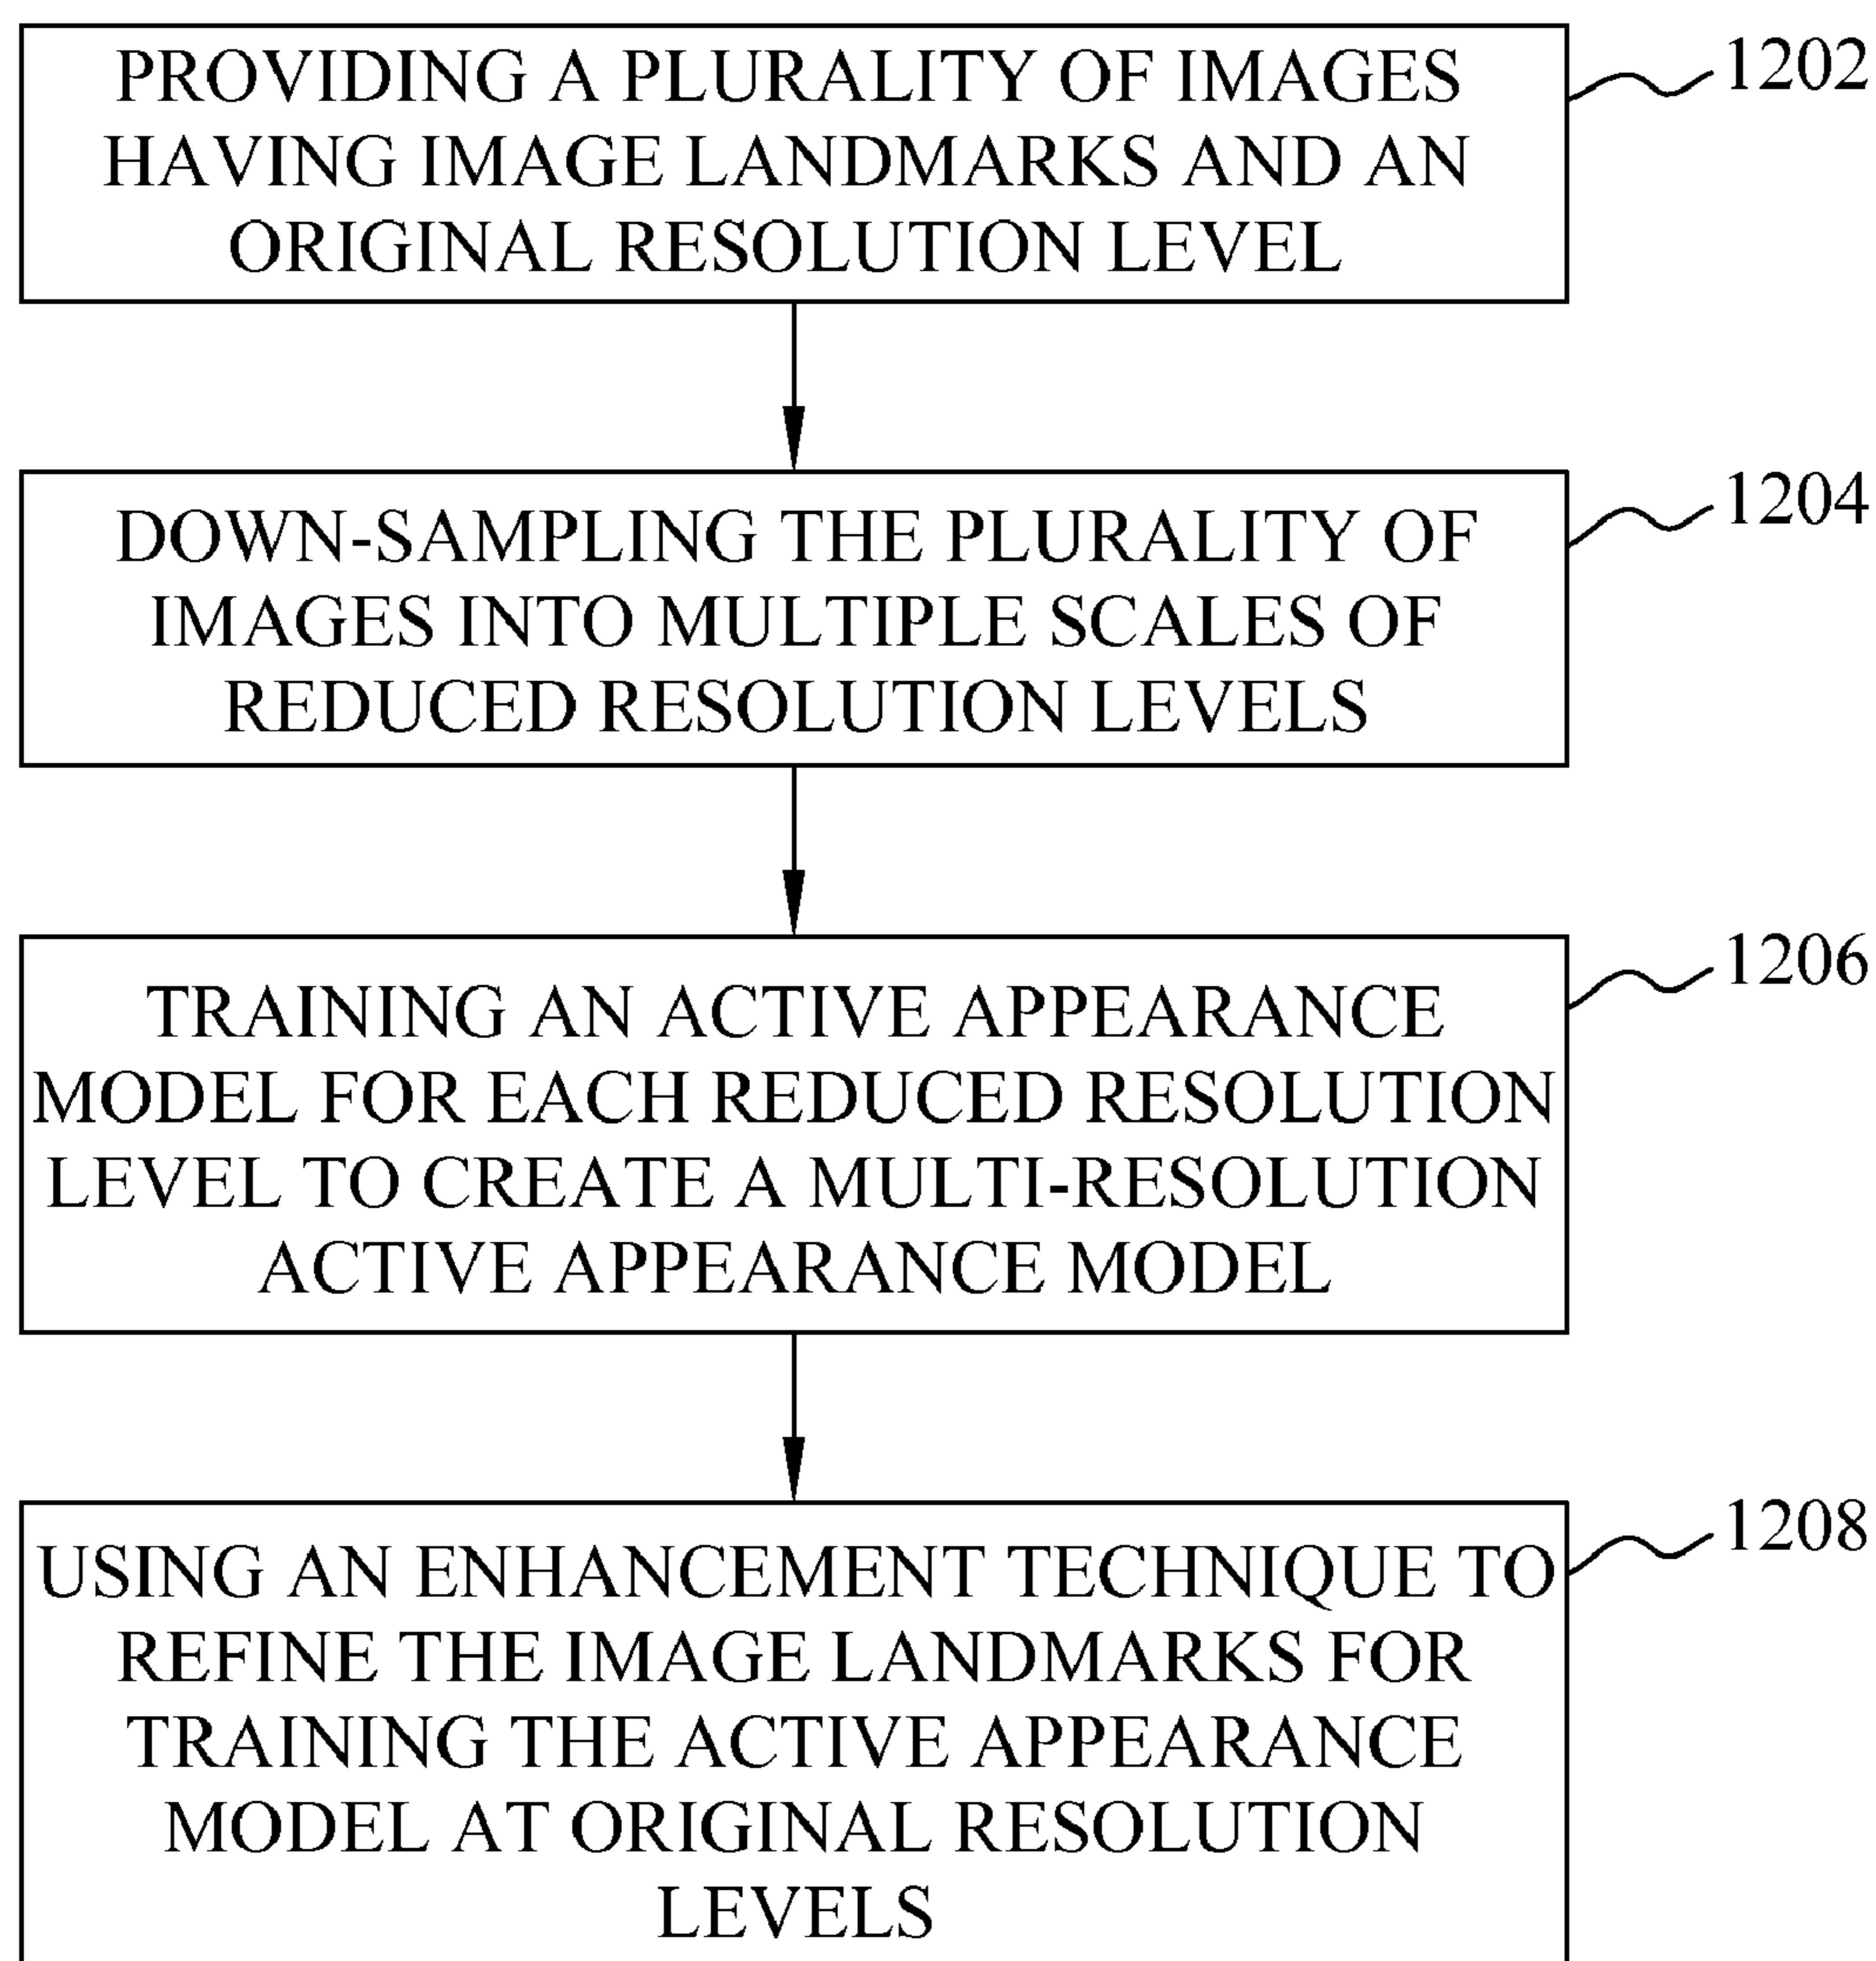 PROVIDING A PLURALITY OF IMAGES
HAVING IMAGE LANDMARKS AND AN
ORIGINAL RESOLUTION LEVEL
1202
DOWN-SAMPLING THE PLURALITY OF
IMAGES INTO MULTIPLE SCALES OF
REDUCED RESOLUTION LEVELS
1204
TRAINING AN ACTIVE APPEARANCE
MODEL FOR EACH REDUCED RESOLUTION
LEVEL TO CREATE A MULTI-RESOLUTION
ACTIVE APPEARANCE MODEL
1206
USING AN ENHANCEMENT TECHNIQUE TO
REFINE THE IMAGE LANDMARKS FOR
TRAINING THE ACTIVE APPEARANCE
MODEL AT ORIGINAL RESOLUTION
LEVELS
1208